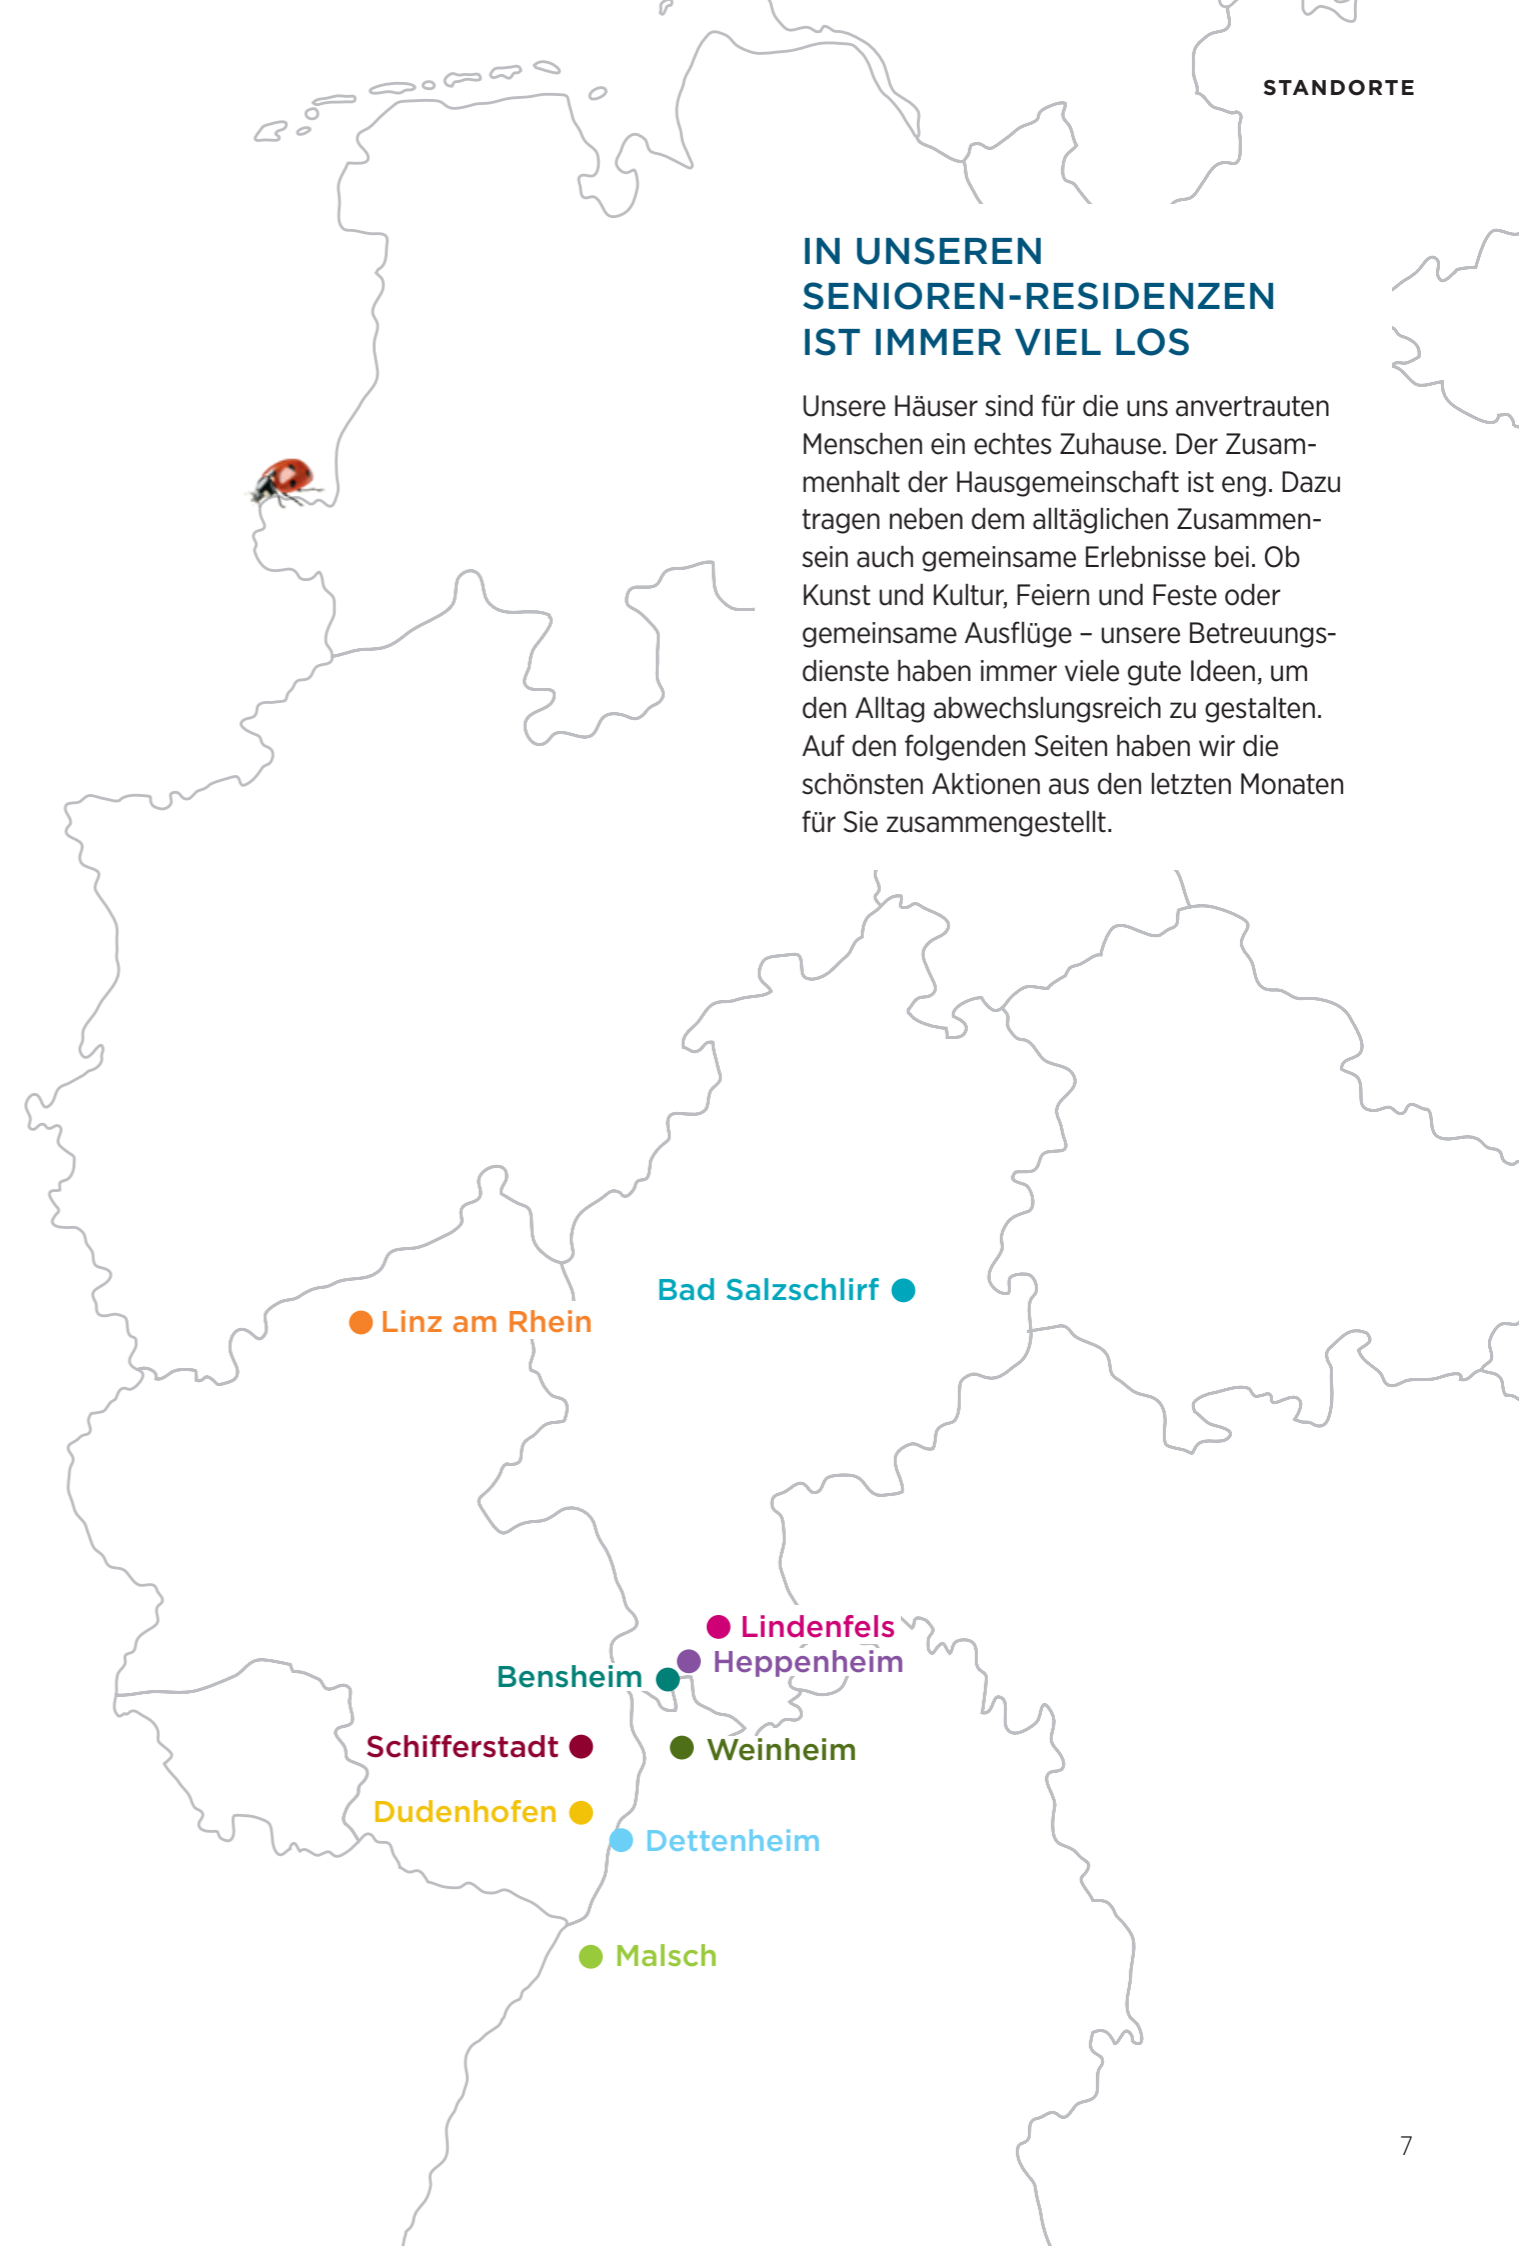 STANDORTE
IN UNSEREN
SENIOREN-RESIDENZEN
IST IMMER VIEL LOS
Unsere Häuser sind für die uns anvertrauten
Menschen ein echtes Zuhause. Der Zusam-
menhalt der Hausgemeinschaft ist eng. Dazu
tragen neben dem alltäglichen Zusammen-
sein auch gemeinsame Erlebnisse bei. Ob
Kunst und Kultur, Feiern und Feste oder
gemeinsame Ausflüge – unsere Betreuungs-
dienste haben immer viele gute Ideen, um
den Alltag abwechslungsreich zu gestalten.
Auf den folgenden Seiten haben wir die
schönsten Aktionen aus den letzten Monaten
für Sie zusammengestellt.
Bad Salzschlirf
Linz am Rhein
Lindenfels
Heppenheim
Bensheim
Schifferstadt
Weinheim
Dudenhofen
Dettenheim
Malsch
7